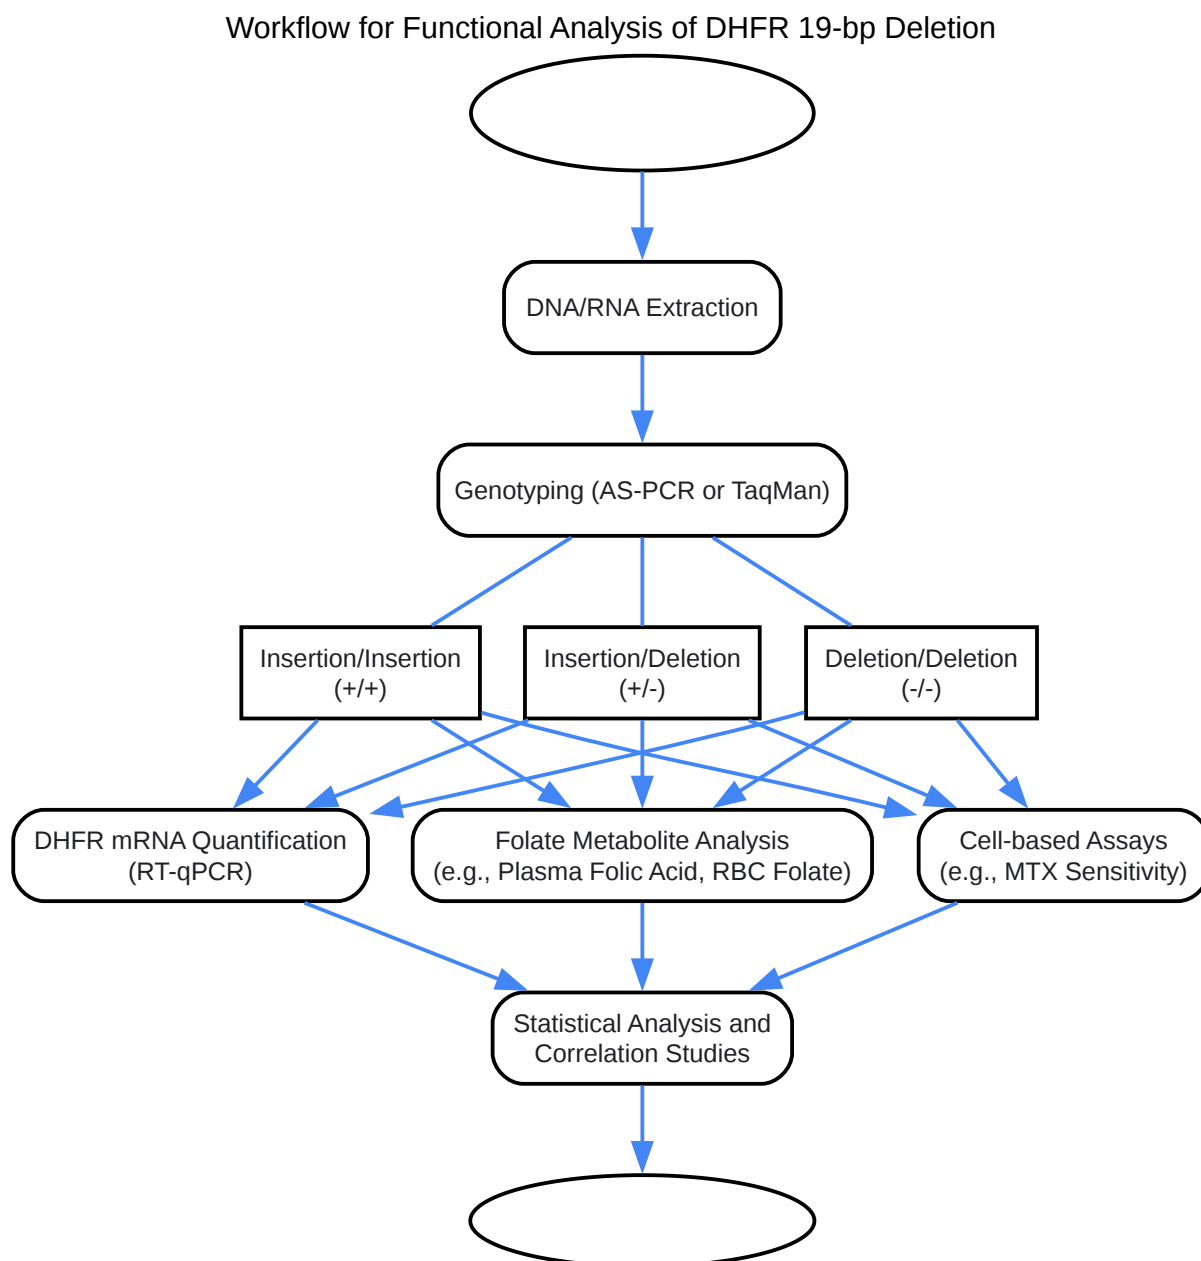 Workflow for Functional Analysis of DHFR 19-bp Deletion
DNA/RNA Extraction
Genotyping (AS-PCR or TaqMan)
Insertion/Insertion
(+/+)
Insertion/Deletion
(+/-)
Deletion/Deletion
(-/-)
DHFR mRNA Quantification
(RT-qPCR)
Folate Metabolite Analysis
(e.g., Plasma Folic Acid, RBC Folate)
Cell-based Assays
(e.g., MTX Sensitivity)
Statistical Analysis and
Correlation Studies